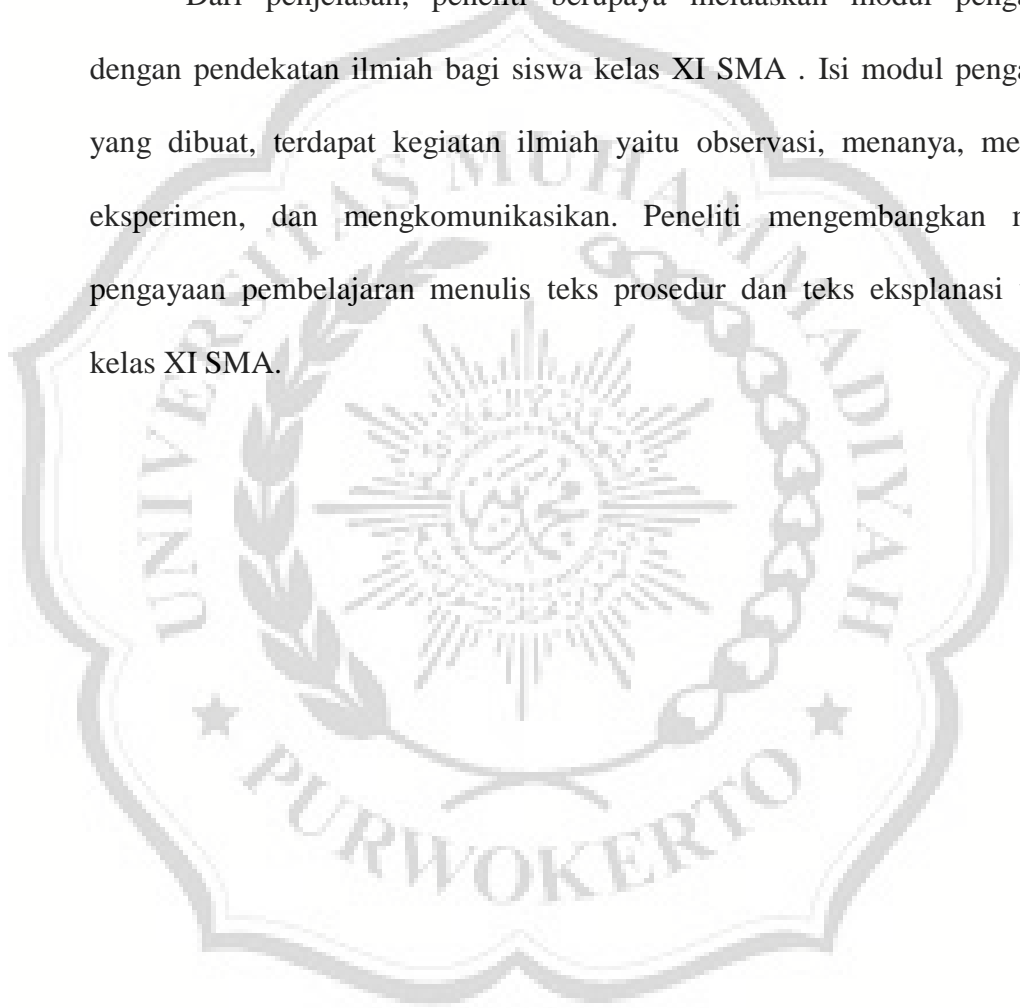 Dari penjelasan, peneliti berupaya meluaskan modul
dengan pendekatan ilmiah bagi siswa kelas XI SMA . Isi modul
yang dibuat, terdapat kegiatan ilmiah yaitu observasi, menanya,
eksperimen, dan mengkomunikasikan. Peneliti mengembangkan
pengayaan pembelajaran menulis teks prosedur dan teks eksplanasi
kelas XI SMA.
UNIVERSITAS MUHAMMADIYAH
PURWOKERTO